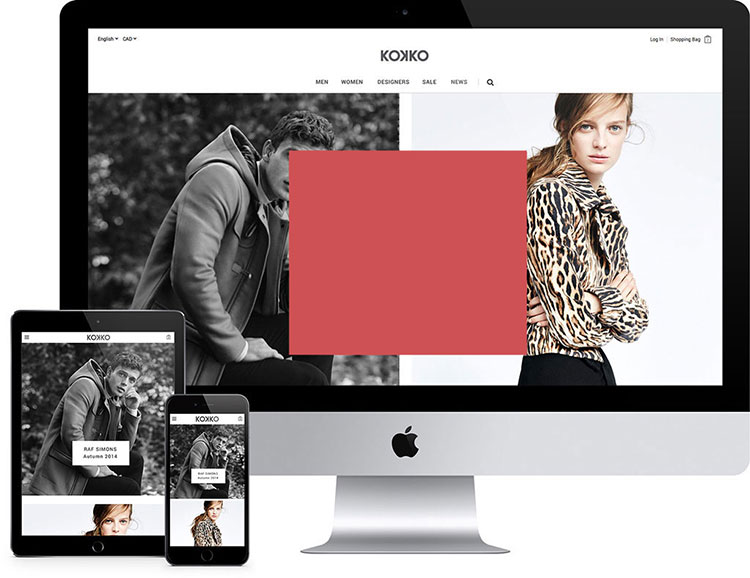 English CAD
Log In Shopping Bag
KOKKO
MEN WOMEN DESIGNERS SALE NEWS
KOKKO
RAF SIMONS
Autumn 2014
KOKKO
RAF SIMONS
Autumn 2014